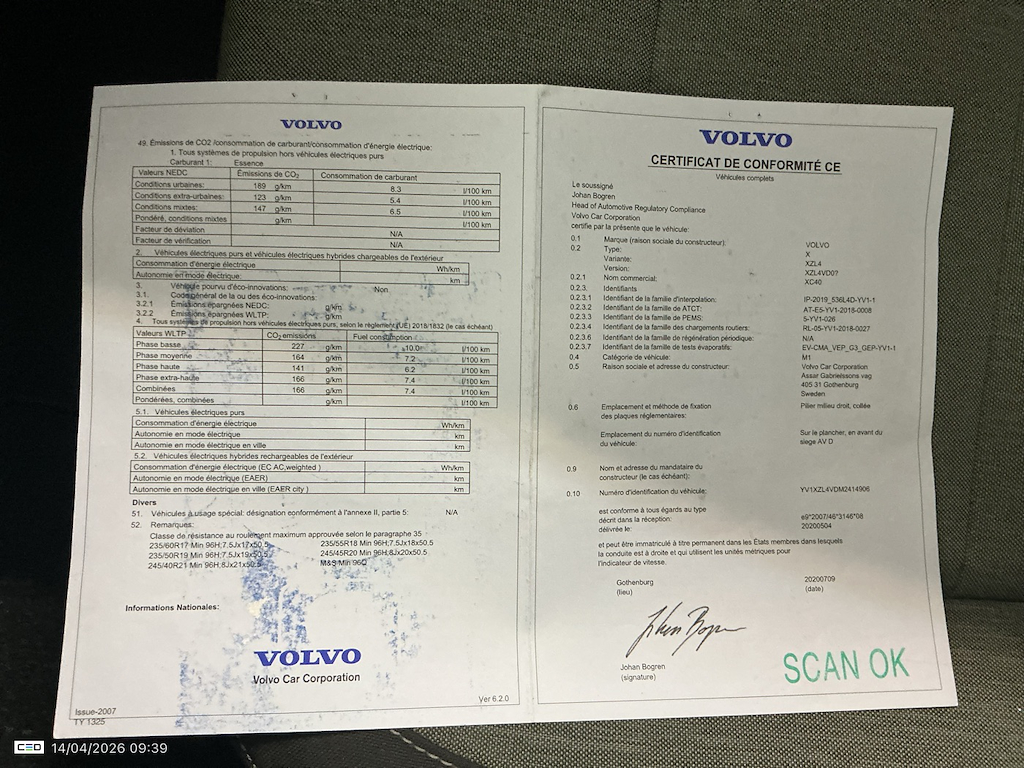 VOLVO
49. Émissions de CO2 /consommation de carburant/consommation d'énergie électrique:
1. Tous systèmes de propulsion hors véhicules électriques purs
Carburant 1: Essence
Valeurs NEDC Émissions de CO2 Consommation de carburant
Conditions urbaines: 189 g/km 8.3 l/100 km
Conditions extra-urbaines: 123 g/km 5.4 l/100 km
Conditions mixtes: 147 g/km 6.5 l/100 km
Pondéré, conditions mixtes g/km l/100 km
Facteur de déviation N/A
Facteur de vérification N/A
2. Véhicules électriques purs et véhicules électriques hybrides chargeables de l'extérieur
Consommation d'énergie électrique Wh/km
Autonomie en mode électrique: km
3. Véhicule pourvu d'éco-innovations: Non
3.1. Code général de la ou des éco-innovations:
3.2.1 Émissions épargnées NEDC: g/km
3.2.2 Émissions épargnées WLTP: g/km
4. Tous systèmes de propulsion hors véhicules électriques purs, selon le règlement (UE) 2018/1832 (le cas échéant)
Valeurs WLTP CO2 emissions Fuel consumption
Phase basse 227 g/km 10.0 l/100 km
Phase moyenne 164 g/km 7.2 l/100 km
Phase haute 141 g/km 6.2 l/100 km
Phase extra-haute 166 g/km 7.4 l/100 km
Combinées 166 g/km 7.4 l/100 km
Pondérées, combinées g/km l/100 km
5.1. Véhicules électriques purs
Consommation d'énergie électrique Wh/km
Autonomie en mode électrique km
Autonomie en mode électrique en ville km
5.2. Véhicules électriques hybrides rechargeables de l'extérieur
Consommation d'énergie électrique (EC AC,weighted ) Wh/km
Autonomie en mode électrique (EAER) km
Autonomie en mode électrique en ville (EAER city ) km
Divers
51. Véhicules à usage spécial: désignation conformément à l'annexe II, partie 5: N/A
52. Remarques:
Classe de résistance au roulement maximum approuvée selon le paragraphe 35
235/60R17 Min 96H;7.5Jx17x50.5 235/55R18 Min 96H;7.5Jx18x50.5
235/50R19 Min 96H;7.5Jx19x50.5 245/45R20 Min 96H;8Jx20x50.5
245/40R21 Min 96H;8Jx21x50.5 M&S Min 96Q
Informations Nationales:
VOLVO
Volvo Car Corporation
Issue-2007
TY 1325
Ver 6.2.0
VOLVO
CERTIFICAT DE CONFORMITÉ CE
Véhicules complets
Le soussigné
Johan Bogren
Head of Automotive Regulatory Compliance
Volvo Car Corporation
certifie par la présente que le véhicule:
0.1 Marque (raison sociale du constructeur): VOLVO
0.2 Type: X
Variante: XZL4
Version: XZL4VD0?
0.2.1 Nom commercial: XC40
0.2.3. Identifiants
0.2.3.1 Identifiant de la famille d'interpolation: IP-2019_536L4D-YV1-1
0.2.3.2 Identifiant de la famille de ATCT: AT-E5-YV1-2018-0008
0.2.3.3 Identifiant de la famille de PEMS: 5-YV1-026
0.2.3.4 Identifiant de la famille des chargements routiers: RL-05-YV1-2018-0027
0.2.3.6 Identifiant de la famille de régénération périodique: N/A
0.2.3.7 Identifiant de la famille de tests évaporatifs: EV-CMA_VEP_G3_GEP-YV1-1
0.4 Catégorie de véhicule: M1
0.5 Raison sociale et adresse du constructeur: Volvo Car Corporation
Assar Gabrielssons vag
405 31 Gothenburg
Sweden
0.6 Emplacement et méthode de fixation Pilier milieu droit, collée
des plaques réglementaires:
Emplacement du numéro d'identification Sur le plancher, en avant du
du véhicule: siege AV D
0.9 Nom et adresse du mandataire du
constructeur (le cas échéant):
0.10 Numéro d'identification du véhicule: YV1XZL4VDM2414906
est conforme à tous égards au type e9*2007/46*3146*08
décrit dans la réception:
délivrée le: 20200504
et peut être immatriculé à titre permanent dans les États membres dans lesquels
la conduite est à droite et qui utilisent les unités métriques pour
l'indicateur de vitesse.
Gothenburg 20200709
(lieu) (date)
Johan Bogren
Johan Bogren
(signature)
SCAN OK
CED 14/04/2026 09:39